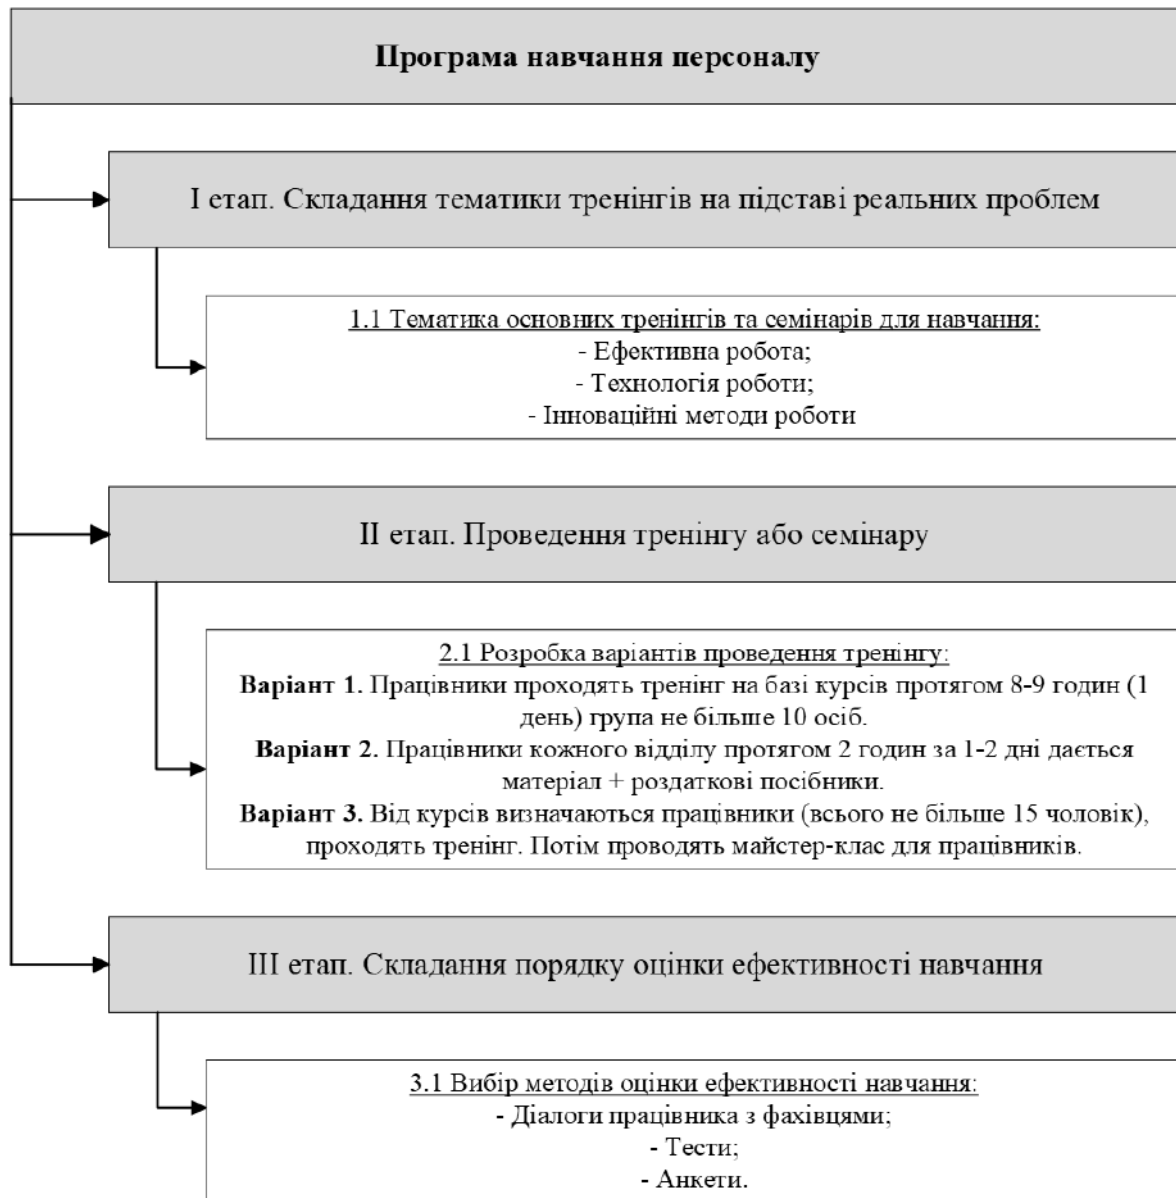 Програма навчання персоналу
І етап. Складання тематики тренінгів на підставі реальних проблем
1.1 Тематика основних тренінгів та семінарів для навчання:
- Ефективна робота;
- Технологія роботи;
- Інноваційні методи роботи
ІІ етап. Проведення тренінгу або семінару
2.1 Розробка варіантів проведення тренінгу:
Варіант 1. Працівники проходять тренінг на базі курсів протягом 8-9 годин (1
день) група не більше 10 осіб.
Варіант 2. Працівники кожного відділу протягом 2 годин за 1-2 дні дається
матеріал + роздаткові посібники.
Варіант 3. Від курсів визначаються працівники (всього не більше 15 чоловік),
проходять тренінг. Потім проводять майстер-клас для працівників.
ІІІ етап. Складання порядку оцінки ефективності навчання
3.1 Вибір методів оцінки ефективності навчання:
- Діалоги працівника з фахівцями;
- Тести;
- Анкети.